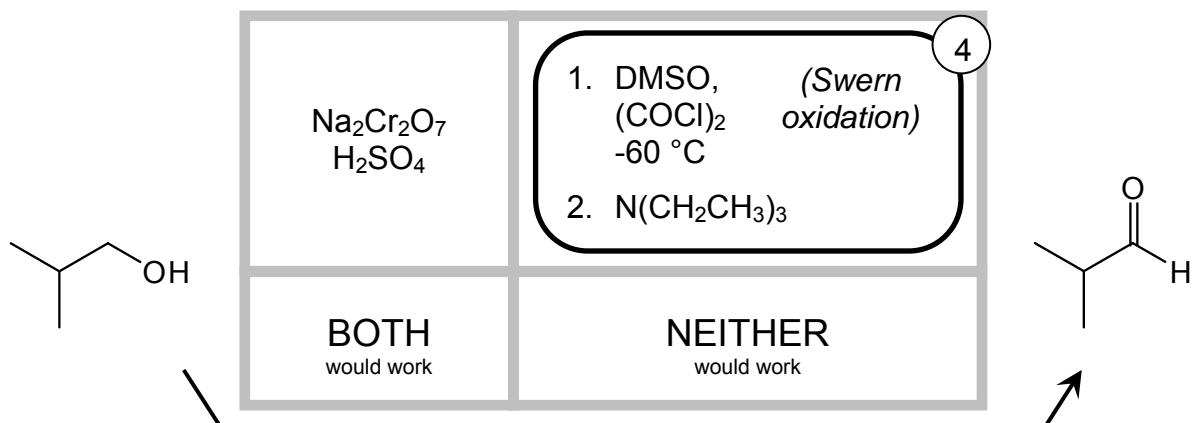 4
1. DMSO, (Swern
(COCl)₂ oxidation)
-60 °C
2. N(CH₂CH₃)₃
Na₂Cr₂O₇
H₂SO₄
OH
O
H
BOTH
would work
NEITHER
would work